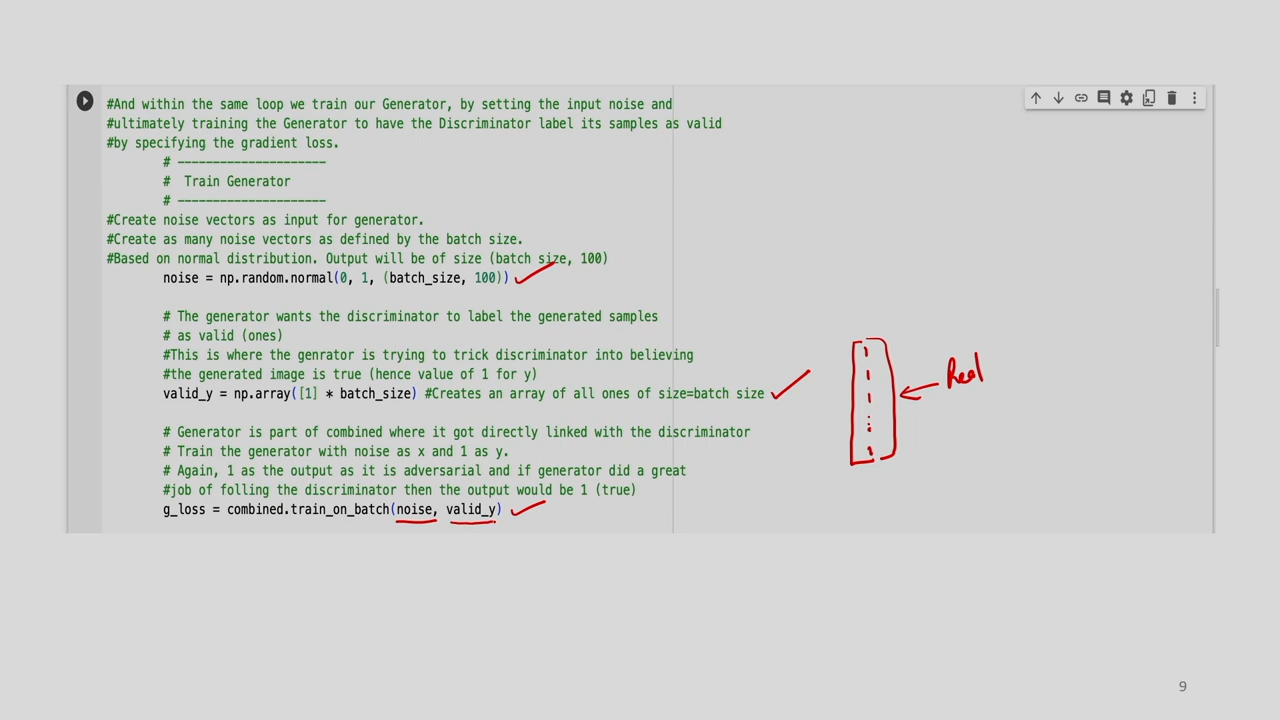 #And within the same loop we train our Generator, by setting the input noise and
#ultimately training the Generator to have the Discriminator label its samples as valid
#by specifying the gradient loss.
# ---------------------
# Train Generator
# ---------------------
#Create noise vectors as input for generator.
#Create as many noise vectors as defined by the batch size.
#Based on normal distribution. Output will be of size (batch size, 100)
noise = np.random.normal(0, 1, (batch_size, 100))
# The generator wants the discriminator to label the generated samples
# as valid (ones)
#This is where the genrator is trying to trick discriminator into believing
#the generated image is true (hence value of 1 for y)
valid_y = np.array([1] * batch_size) #Creates an array of all ones of size=batch size
Real
# Generator is part of combined where it got directly linked with the discriminator
# Train the generator with noise as x and 1 as y.
# Again, 1 as the output as it is adversarial and if generator did a great
#job of folling the discriminator then the output would be 1 (true)
g_loss = combined.train_on_batch(noise, valid_y)
9